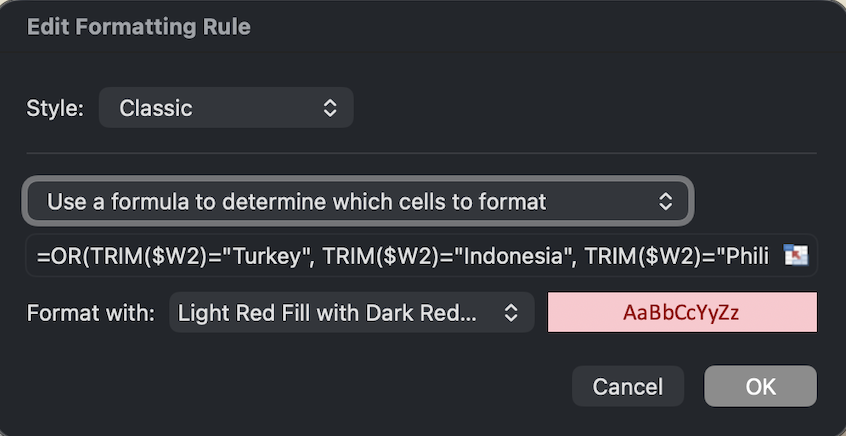 Edit Formatting Rule
Style: Classic
Use a formula to determine which cells to format
=OR(TRIM($W2)="Turkey", TRIM($W2)="Indonesia", TRIM($W2)="Phili
Format with: Light Red Fill with Dark Red... AaBbCcYyZz
Cancel OK